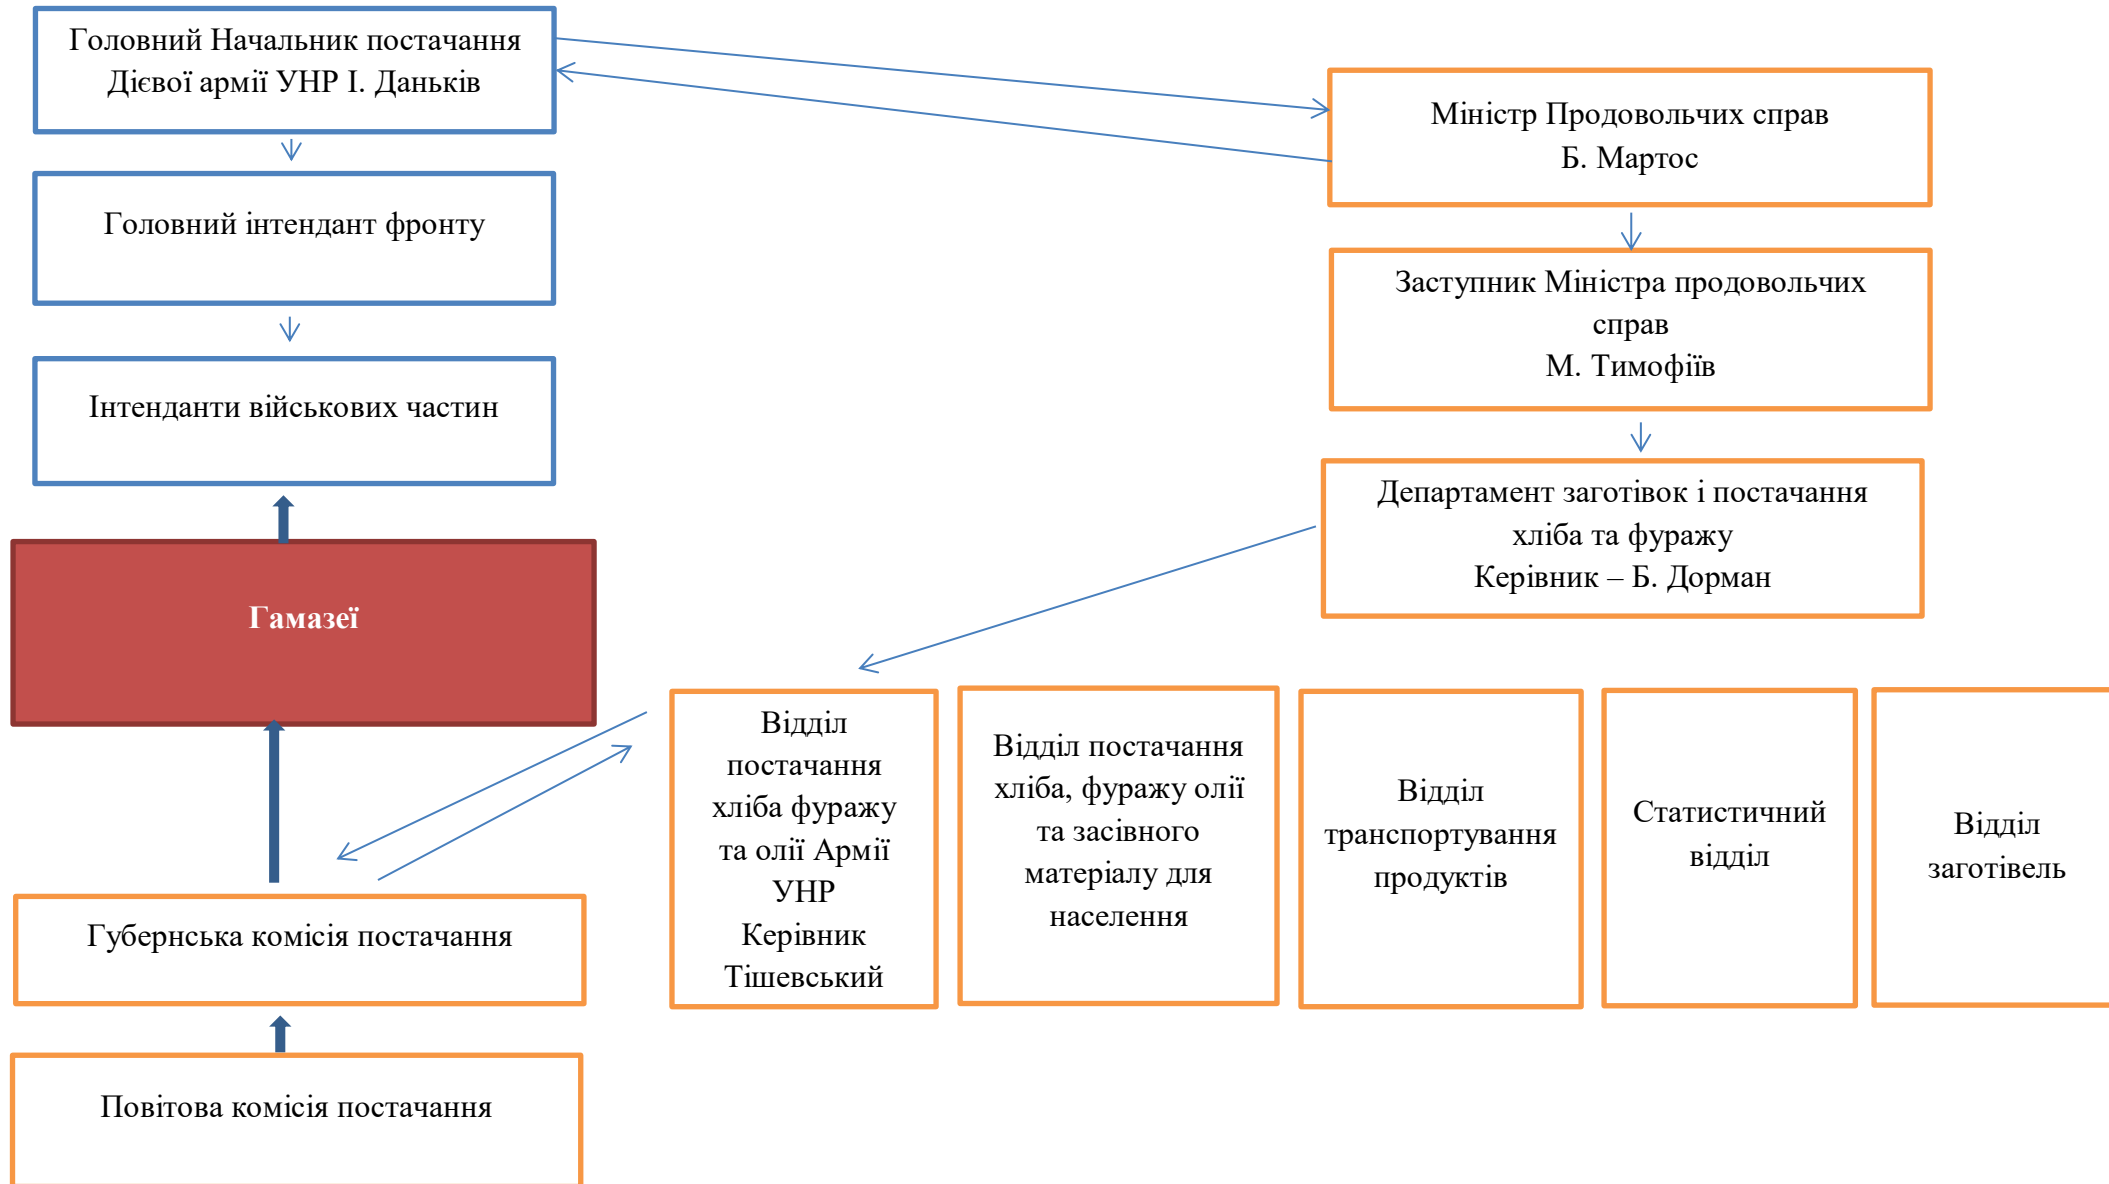 Головний Начальник постачання
Дієвої армії УНР І. Даньків
Міністр Продовольчих справ
Б. Мартос
Головний інтендант фронту
Заступник Міністра продовольчих
справ
М. Тимофіїв
Інтенданти військових частин
Департамент заготівок і постачання
хліба та фуражу
Керівник – Б. Дорман
Гамазеї
Відділ
постачання
хліба фуражу
та олії Армії
УНР
Керівник
Тішевський
Відділ постачання
хліба, фуражу олії
та засівного
матеріалу для
населення
Відділ
транспортування
продуктів
Статистичний
відділ
Відділ
заготівель
Губернська комісія постачання
Повітова комісія постачання